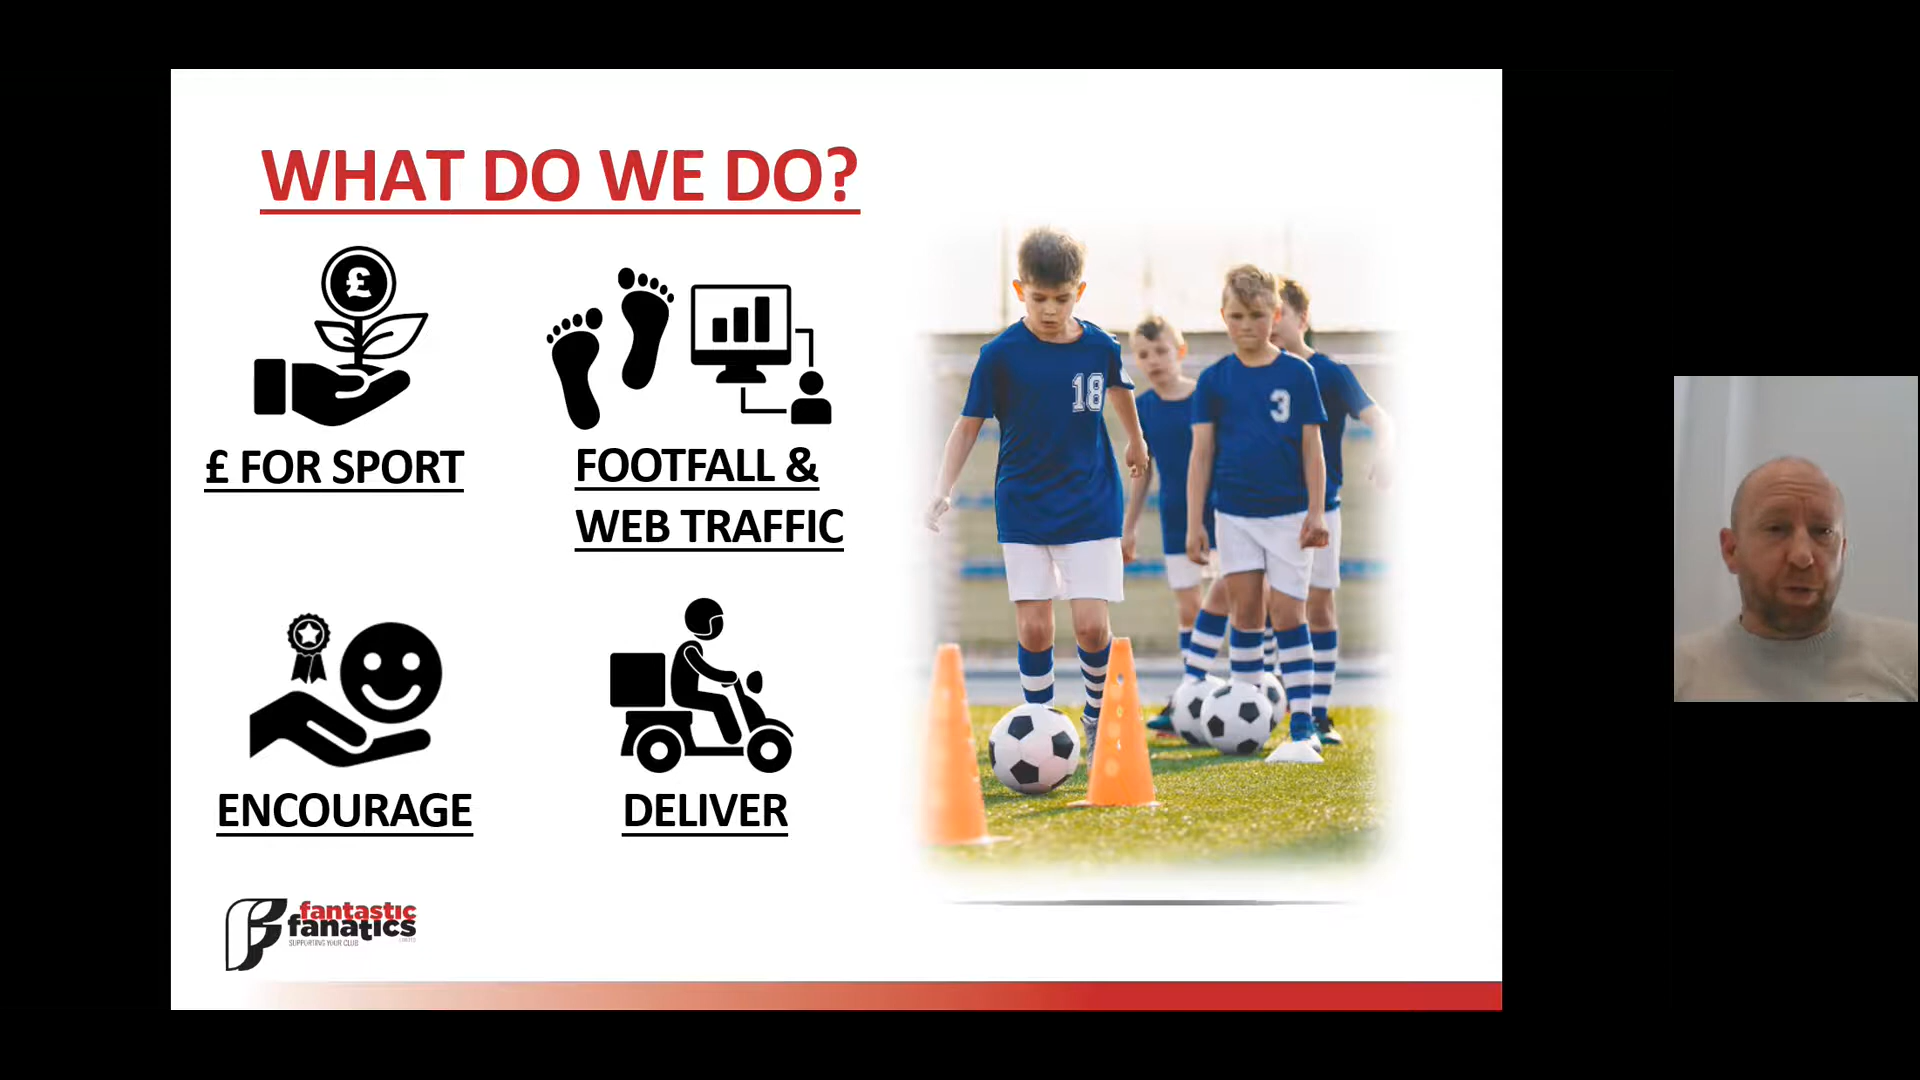 WHAT DO WE DO?
£
£ FOR SPORT
FOOTFALL &
WEB TRAFFIC
18
3
ENCOURAGE
DELIVER
fantastic
fanatics
SUPPORTING YOUR CLUB